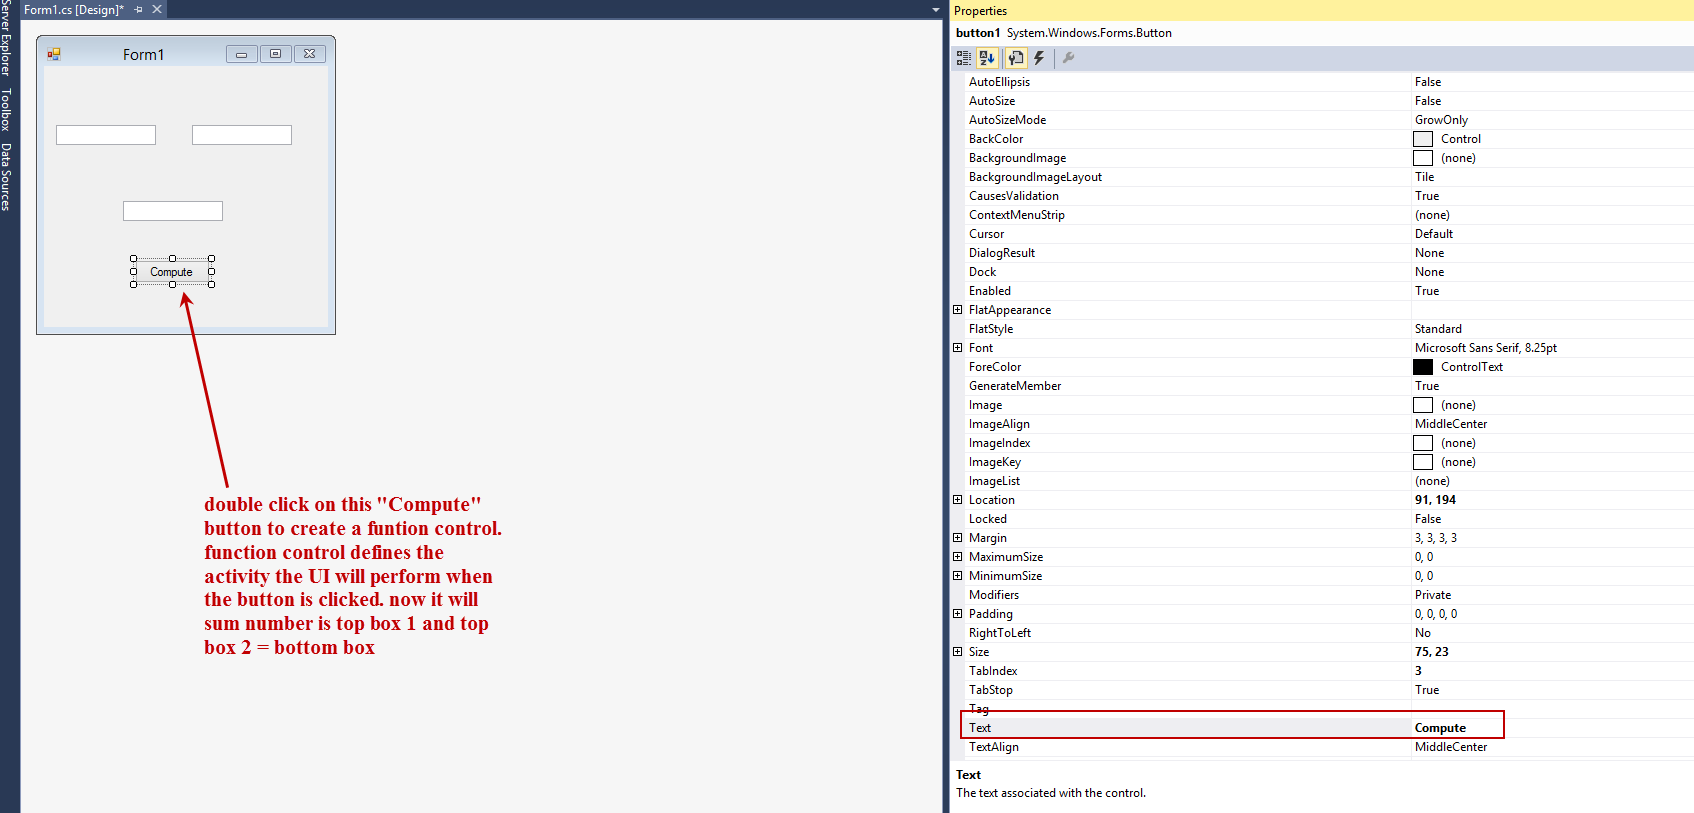 Server Explorer
Toolbox
Data Sources
Form1.cs [Design]*
Form1
Compute
double click on this "Compute"
button to create a funtion control.
function control defines the
activity the UI will perform when
the button is clicked. now it will
sum number is top box 1 and top
box 2 = bottom box
Properties
button1 System.Windows.Forms.Button
AutoEllipsis False
AutoSize False
AutoSizeMode GrowOnly
BackColor Control
BackgroundImage (none)
BackgroundImageLayout Tile
CausesValidation True
ContextMenuStrip (none)
Cursor Default
DialogResult None
Dock None
Enabled True
FlatAppearance
FlatStyle Standard
Font Microsoft Sans Serif, 8.25pt
ForeColor ControlText
GenerateMember True
Image (none)
ImageAlign MiddleCenter
ImageIndex (none)
ImageKey (none)
ImageList (none)
Location 91, 194
Locked False
Margin 3, 3, 3, 3
MaximumSize 0, 0
MinimumSize 0, 0
Modifiers Private
Padding 0, 0, 0, 0
RightToLeft No
Size 75, 23
TabIndex 3
TabStop True
Tag
Text Compute
TextAlign MiddleCenter
Text
The text associated with the control.